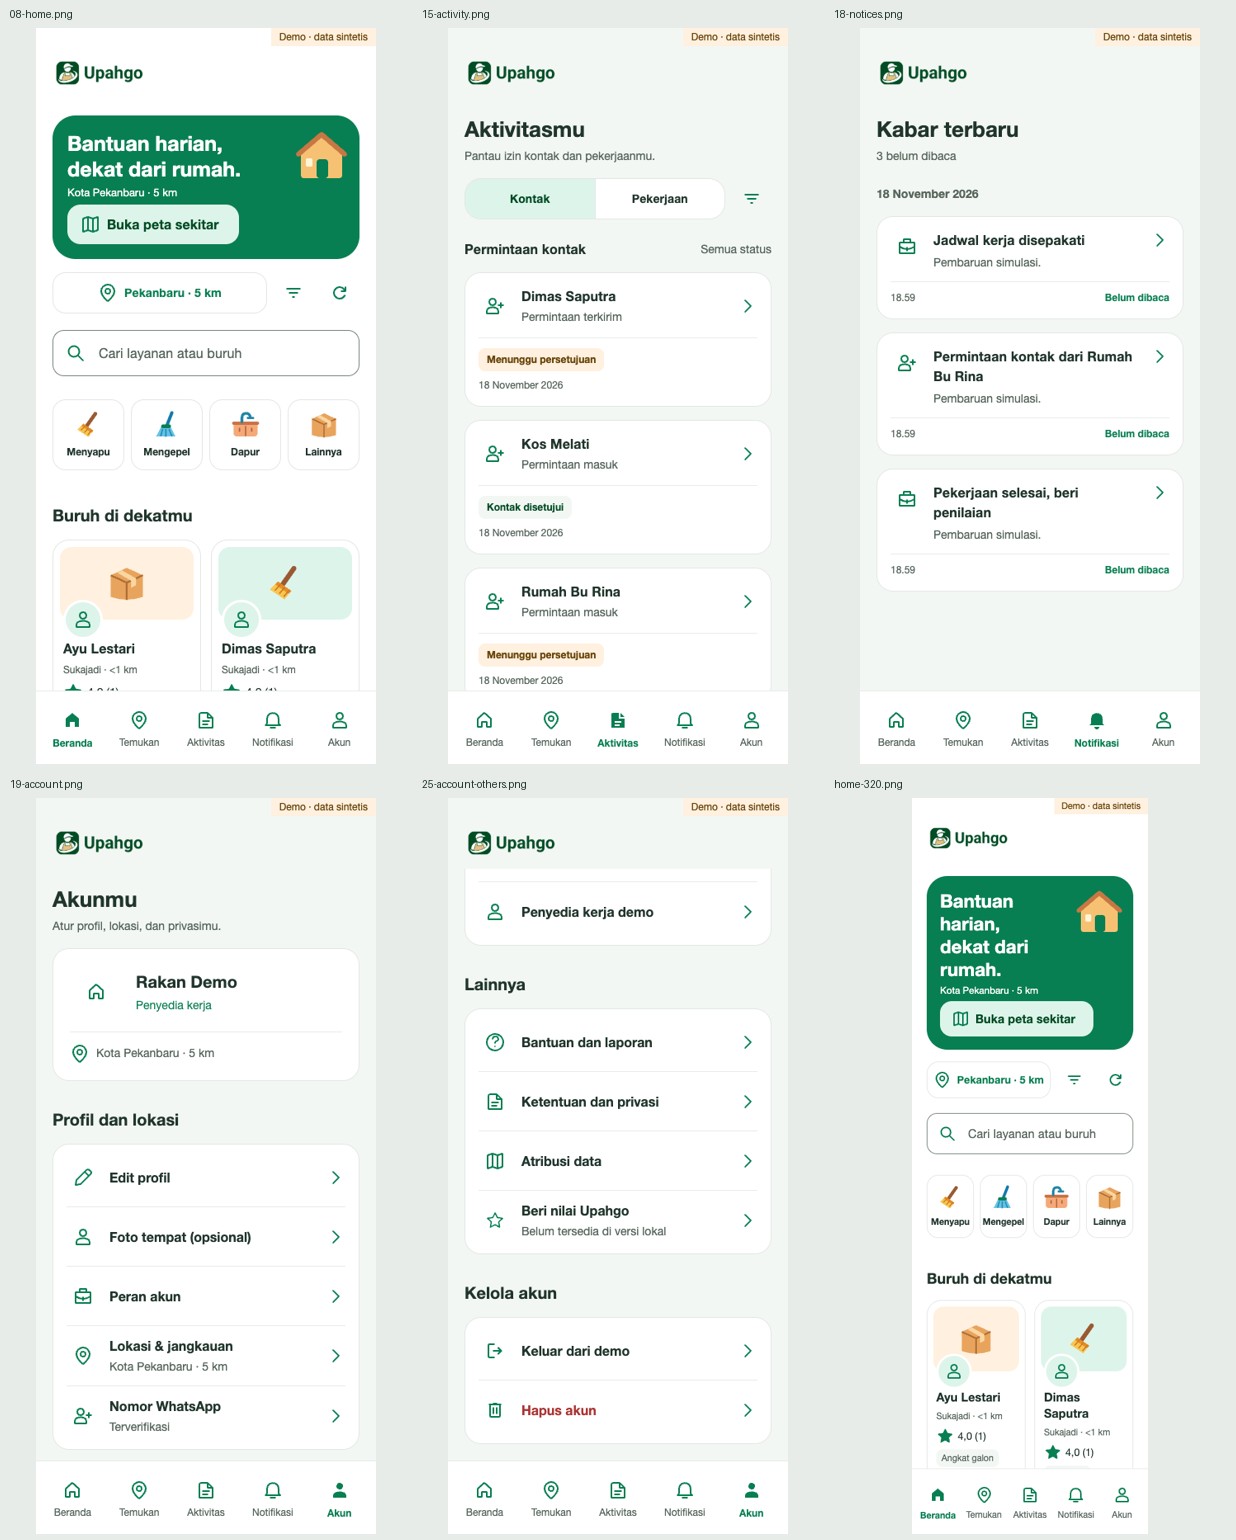 08-home.png
Demo · data sintetis
Upahgo
Bantuan harian,
dekat dari rumah.
Kota Pekanbaru · 5 km
Buka peta sekitar
Pekanbaru · 5 km
Cari layanan atau buruh
Menyapu
Mengepel
Dapur
Lainnya
Buruh di dekatmu
Ayu Lestari
Sukajadi · <1 km
Dimas Saputra
Sukajadi · <1 km
Beranda
Temukan
Aktivitas
Notifikasi
Akun
15-activity.png
Demo · data sintetis
Upahgo
Aktivitasmu
Pantau izin kontak dan pekerjaanmu.
Kontak
Pekerjaan
Permintaan kontak
Semua status
Dimas Saputra
Permintaan terkirim
Menunggu persetujuan
18 November 2026
Kos Melati
Permintaan masuk
Kontak disetujui
18 November 2026
Rumah Bu Rina
Permintaan masuk
Menunggu persetujuan
18 November 2026
Beranda
Temukan
Aktivitas
Notifikasi
Akun
18-notices.png
Demo · data sintetis
Upahgo
Kabar terbaru
3 belum dibaca
18 November 2026
Jadwal kerja disepakati
Pembaruan simulasi.
18.59
Belum dibaca
Permintaan kontak dari Rumah
Bu Rina
Pembaruan simulasi.
18.59
Belum dibaca
Pekerjaan selesai, beri
penilaian
Pembaruan simulasi.
18.59
Belum dibaca
Beranda
Temukan
Aktivitas
Notifikasi
Akun
19-account.png
Demo · data sintetis
Upahgo
Akunmu
Atur profil, lokasi, dan privasimu.
Rakan Demo
Penyedia kerja
Kota Pekanbaru · 5 km
Profil dan lokasi
Edit profil
Foto tempat (opsional)
Peran akun
Lokasi & jangkauan
Kota Pekanbaru · 5 km
Nomor WhatsApp
Terverifikasi
Beranda
Temukan
Aktivitas
Notifikasi
Akun
25-account-others.png
Demo · data sintetis
Upahgo
Penyedia kerja demo
Lainnya
Bantuan dan laporan
Ketentuan dan privasi
Atribusi data
Beri nilai Upahgo
Belum tersedia di versi lokal
Kelola akun
Keluar dari demo
Hapus akun
Beranda
Temukan
Aktivitas
Notifikasi
Akun
home-320.png
Demo · data sintetis
Upahgo
Bantuan
harian,
dekat dari
rumah.
Kota Pekanbaru · 5 km
Buka peta sekitar
Pekanbaru · 5 km
Cari layanan atau buruh
Menyapu
Mengepel
Dapur
Lainnya
Buruh di dekatmu
Ayu Lestari
Sukajadi · <1 km
4,0 (1)
Angkat galon
Dimas
Saputra
Sukajadi · <1 km
4,0 (1)
Beranda
Temukan
Aktivitas
Notifikasi
Akun